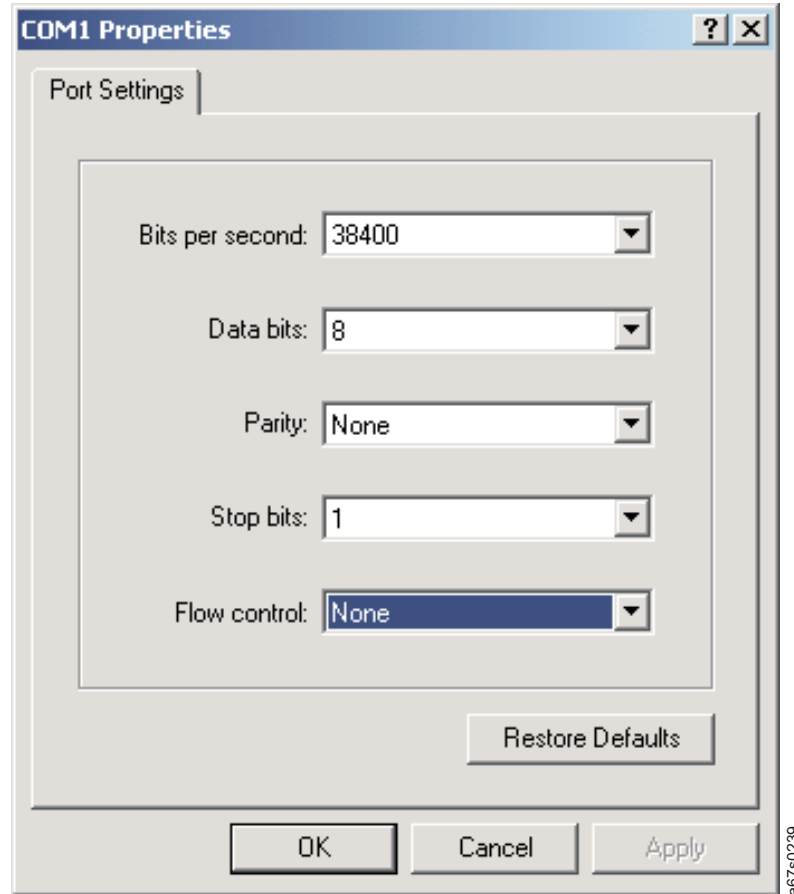 COM1 Properties
Port Settings
Bits per second: 38400
Data bits: 8
Parity: None
Stop bits: 1
Flow control: None
Restore Defaults
OK Cancel Apply
a67s0239